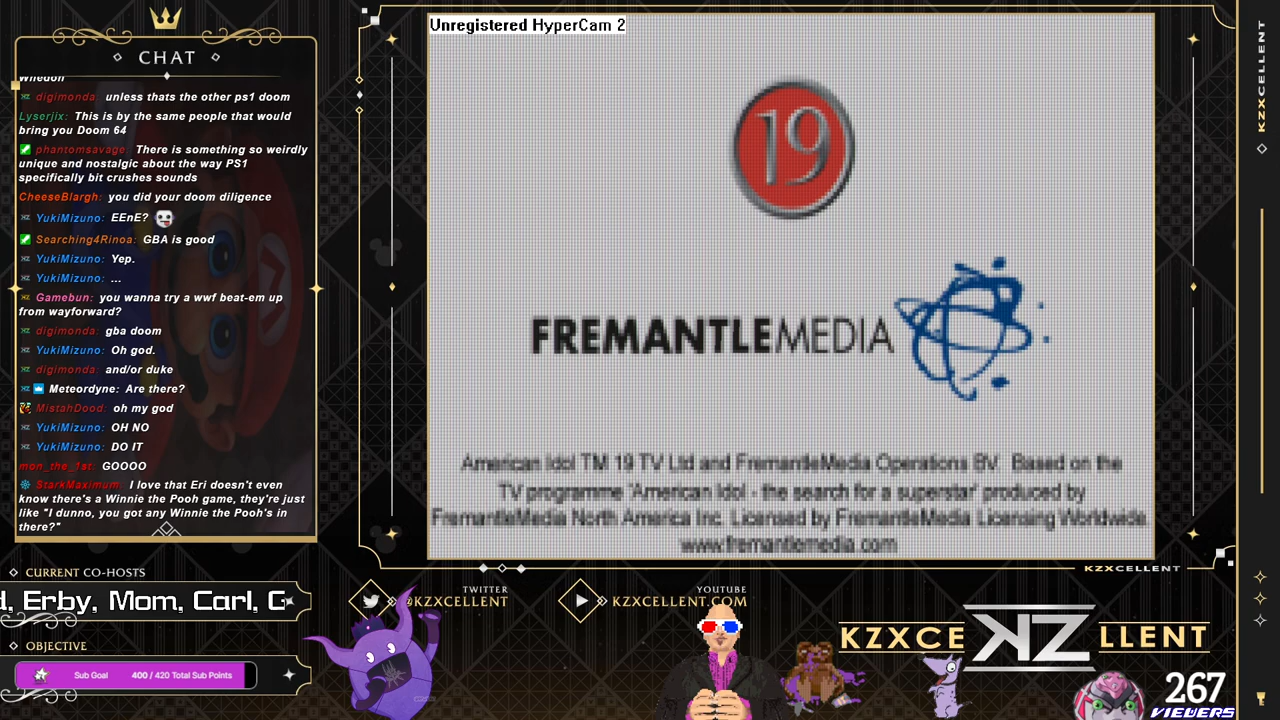 CHAT
Whedon
digimonda: unless thats the other ps1 doom
Lyserjix: This is by the same people that would
bring you Doom 64
phantomsavage: There is something so weirdly
unique and nostalgic about the way PS1
specifically bit crushes sounds
CheeseBlargh: you did your doom diligence
YukiMizuno: EEnE?
Searching4Rinoa: GBA is good
YukiMizuno: Yep.
YukiMizuno: ...
Gamebun: you wanna try a wwf beat-em up
from wayforward?
digimonda: gba doom
YukiMizuno: Oh god.
digimonda: and/or duke
Meteordyne: Are there?
MistahDood: oh my god
YukiMizuno: OH NO
YukiMizuno: DO IT
mon_the_1st: GOOOO
StarkMaximum: I love that Eri doesn't even
know there's a Winnie the Pooh game, they're just
like "I dunno, you got any Winnie the Pooh's in
there?"
CURRENT CO-HOSTS
d, Erby, Mom, Carl, G
OBJECTIVE
Sub Goal 400 / 420 Total Sub Points
Unregistered HyperCam 2
19
FREMANTLEMEDIA
American Idol TM 19 TV Ltd and FremantleMedia Operations BV. Based on the
TV programme 'American Idol - the search for a superstar' produced by
FremantleMedia North America Inc. Licensed by FremantleMedia Licensing Worldwide.
www.fremantlemedia.com
KZXCELLENT
TWITTER
@KZXCELLENT
YOUTUBE
KZXCELLENT.COM
KZXCE KZ LLENT
267
VIEWERS
KZXCELLENT